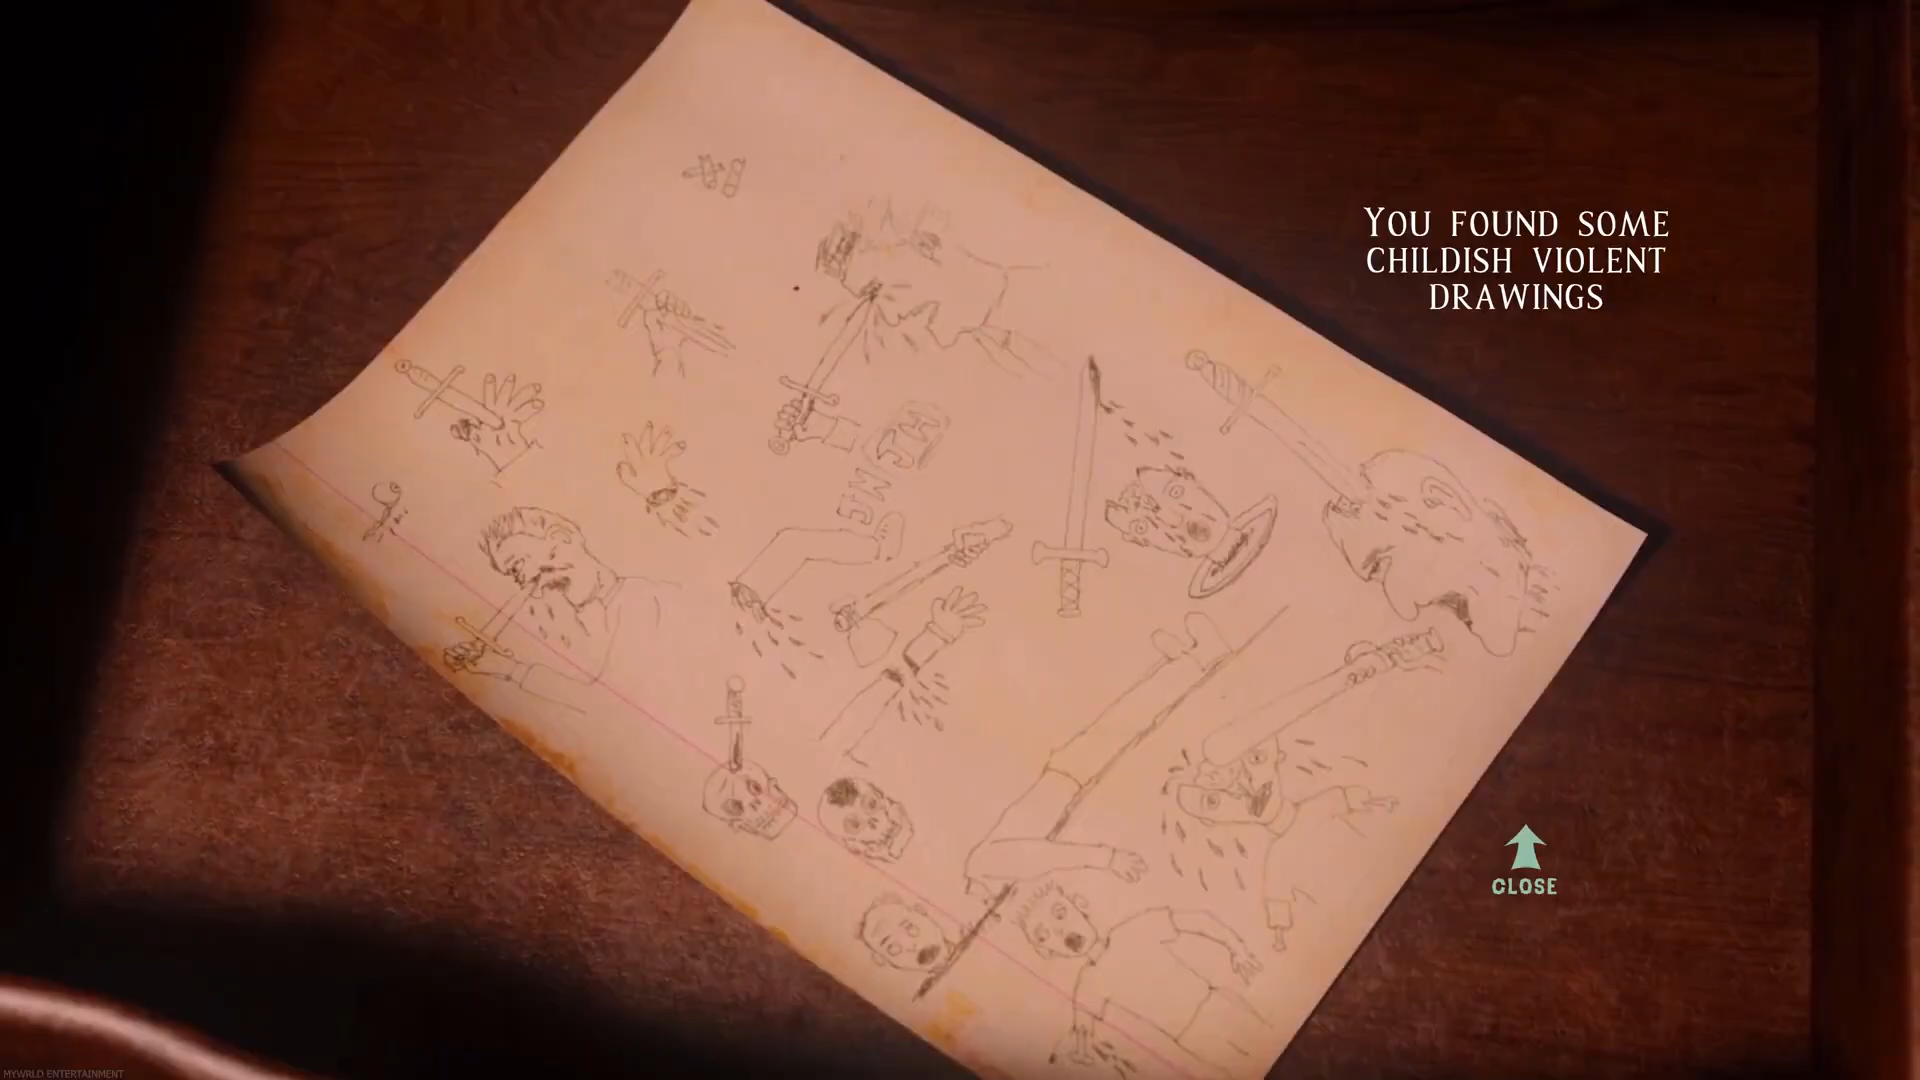 YOU FOUND SOME
CHILDISH VIOLENT
DRAWINGS
CLOSE
MYWRLD ENTERTAINMENT